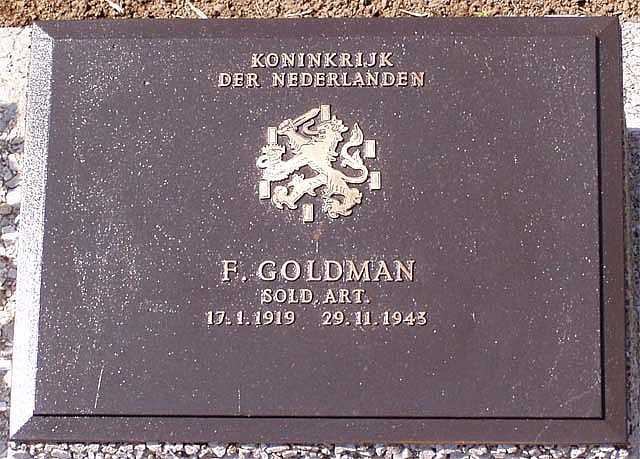 KONINKRIJK
DER NEDERLANDEN
F. GOLDMAN
SOLD. ART.
17.1.1919 29.11.1943